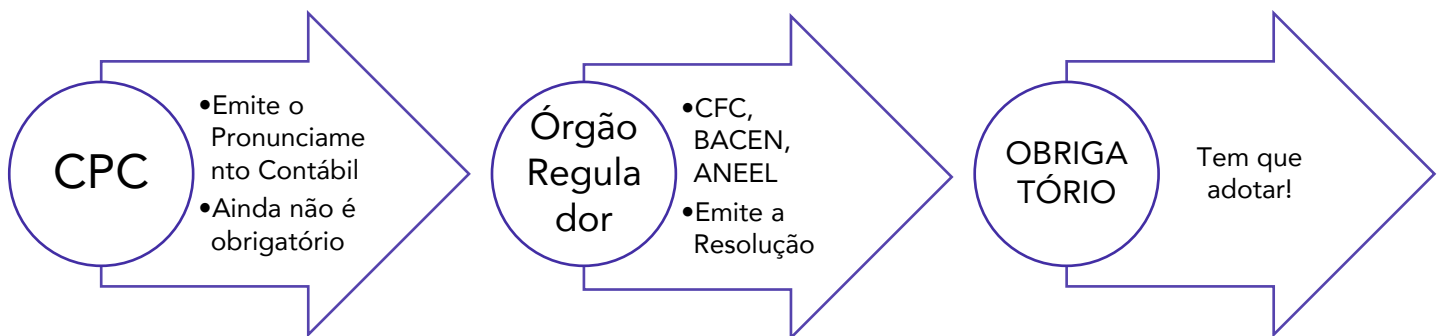 CPC
•Emite o
Pronunciame
nto Contábil
•Ainda não é
obrigatório
Órgão
Regula
dor
•CFC,
BACEN,
ANEEL
•Emite a
Resolução
OBRIGA
TÓRIO
Tem que
adotar!